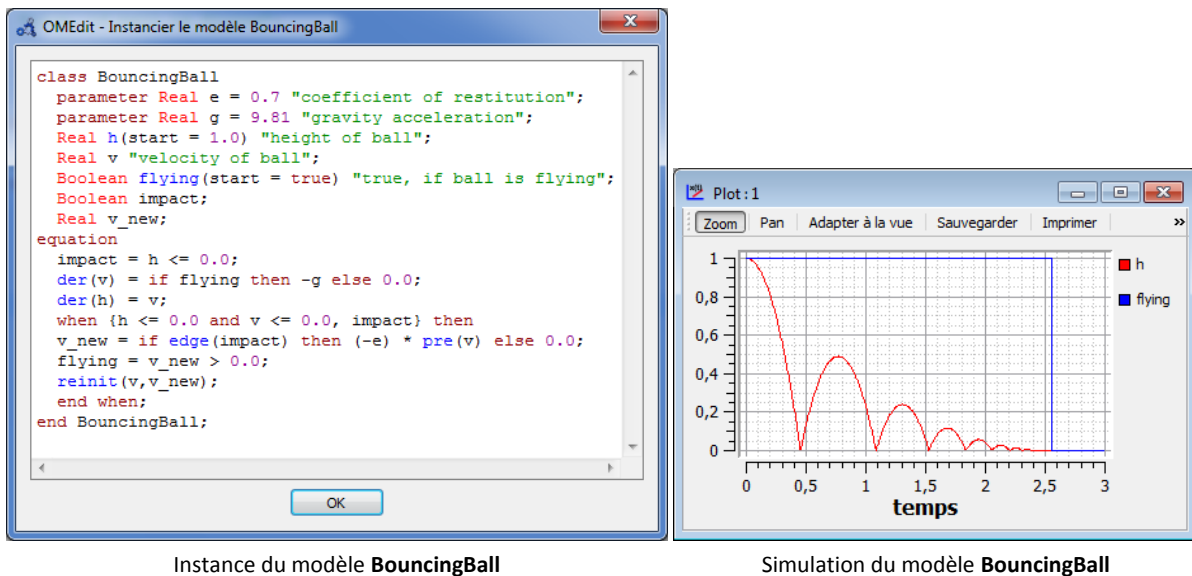 OMEdit - Instancier le modèle BouncingBall
class BouncingBall
parameter Real e = 0.7 "coefficient of restitution";
parameter Real g = 9.81 "gravity acceleration";
Real h(start = 1.0) "height of ball";
Real v "velocity of ball";
Boolean flying(start = true) "true, if ball is flying";
Boolean impact;
Real v_new;
equation
impact = h <= 0.0;
der(v) = if flying then -g else 0.0;
der(h) = v;
when {h <= 0.0 and v <= 0.0, impact} then
v_new = if edge(impact) then (-e) * pre(v) else 0.0;
flying = v_new > 0.0;
reinit(v,v_new);
end when;
end BouncingBall;
OK
Instance du modèle BouncingBall
Plot : 1
Zoom Pan Adapter à la vue Sauvegarder Imprimer »
1
0,8
0,6
0,4
0,2
0
0 0,5 1 1,5 2 2,5 3
temps
h
flying
Simulation du modèle BouncingBall